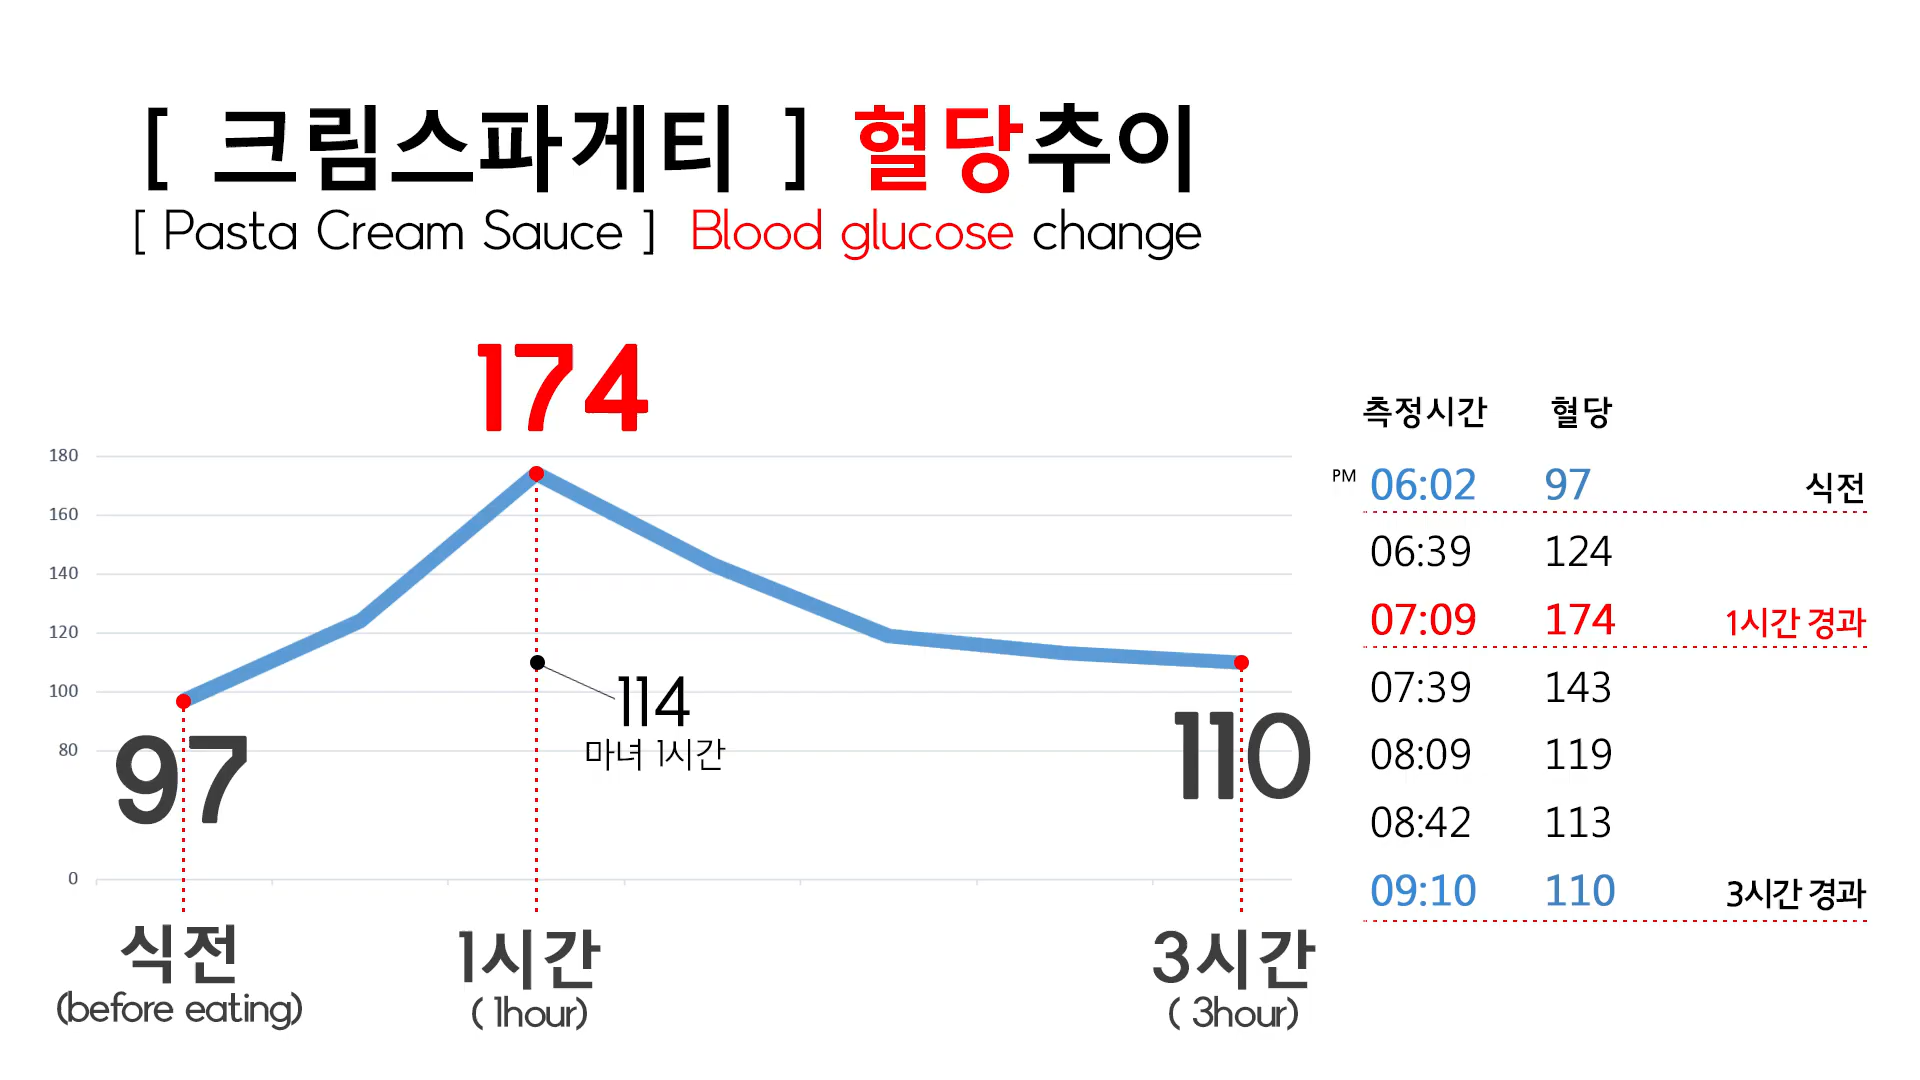 [ 크림스파게티 ] 혈당추이
[ Pasta Cream Sauce ] Blood glucose change
174
180
160
140
120
100
80
0
97
114
마녀 1시간
110
식전
(before eating)
1시간
( 1hour)
3시간
( 3hour)
측정시간 혈당
PM 06:02 97 식전
06:39 124
07:09 174 1시간 경과
07:39 143
08:09 119
08:42 113
09:10 110 3시간 경과